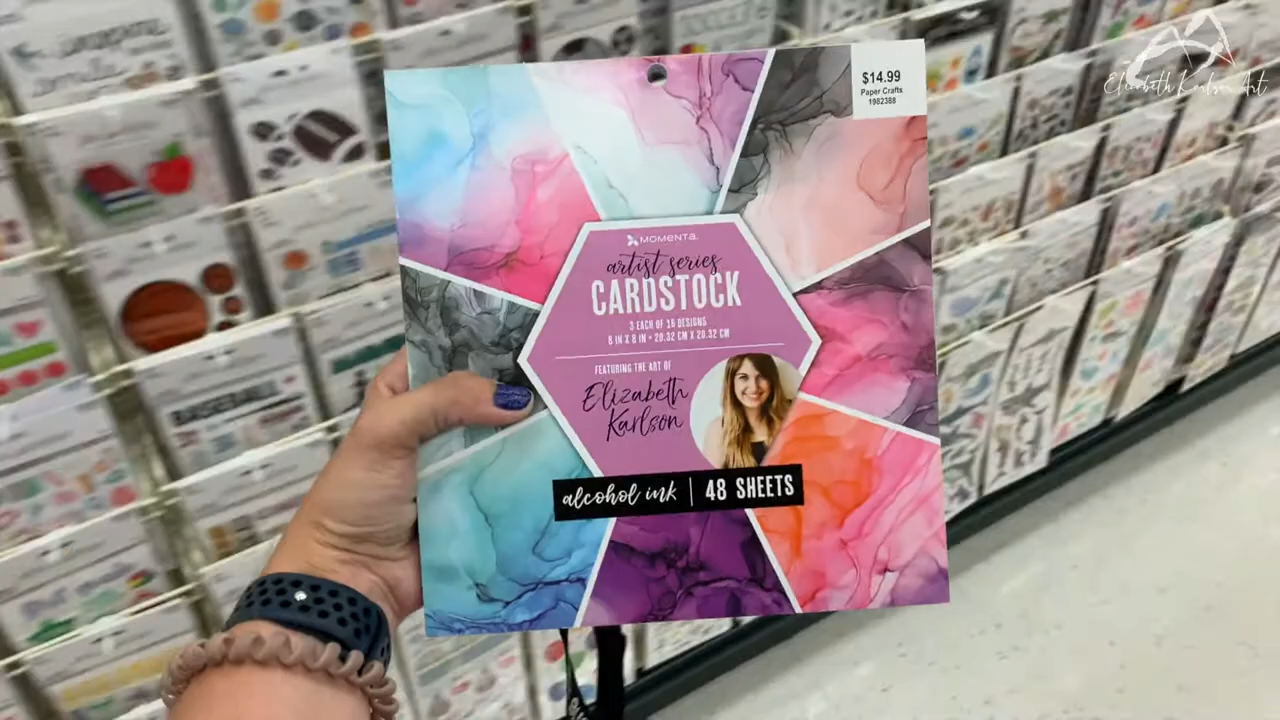 Elizabeth Karlson Art
$14.99
Paper Crafts
1982388
MOMENTA
artist series
CARDSTOCK
3 EACH OF 16 DESIGNS
8 IN X 8 IN • 20.32 CM X 20.32 CM
FEATURING THE ART OF
Elizabeth
Karlson
alcohol ink | 48 SHEETS
BASEBALL